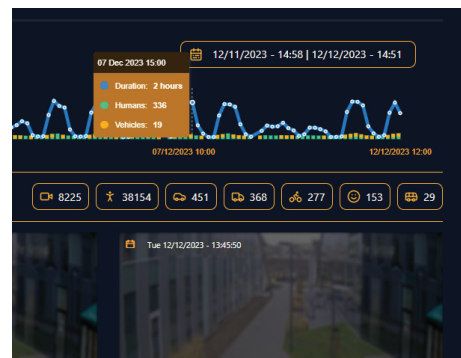 12/11/2023 - 14:58 | 12/12/2023 - 14:51
07 Dec 2023 15:00
Duration: 2 hours
Humans: 336
Vehicles: 19
07/12/2023 10:00
12/12/2023 12:00
8225 38154 451 368 277 153 29
Tue 12/12/2023 - 13:45:50